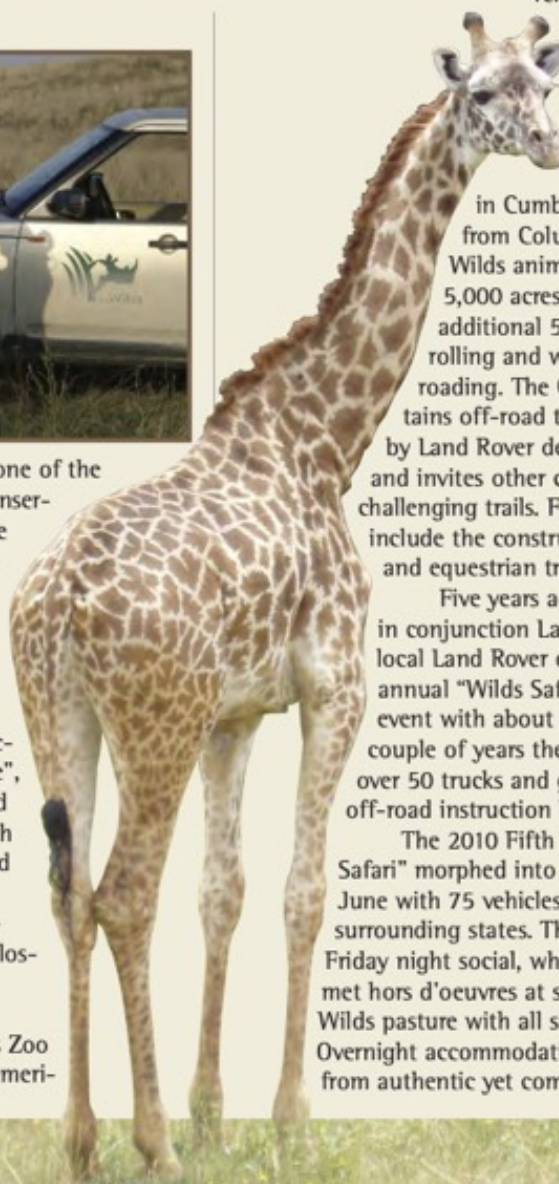 Wilds
one of the
nser-
e
c-
e",
d
h
d
los-
s Zoo
meri-
in Cumb
from Colu
Wilds anim
5,000 acres
additional 5
rolling and w
roading. The
tains off-road t
by Land Rover de
and invites other c
challenging trails. F
include the constru
and equestrian tr
Five years a
in conjunction La
local Land Rover
annual “Wilds Saf
event with about
couple of years the
over 50 trucks and
off-road instruction
The 2010 Fifth
Safari” morphed into
June with 75 vehicles
surrounding states. Th
Friday night social, wh
met hors d'oeuvres at s
Wilds pasture with all s
Overnight accommodat
from authentic yet com